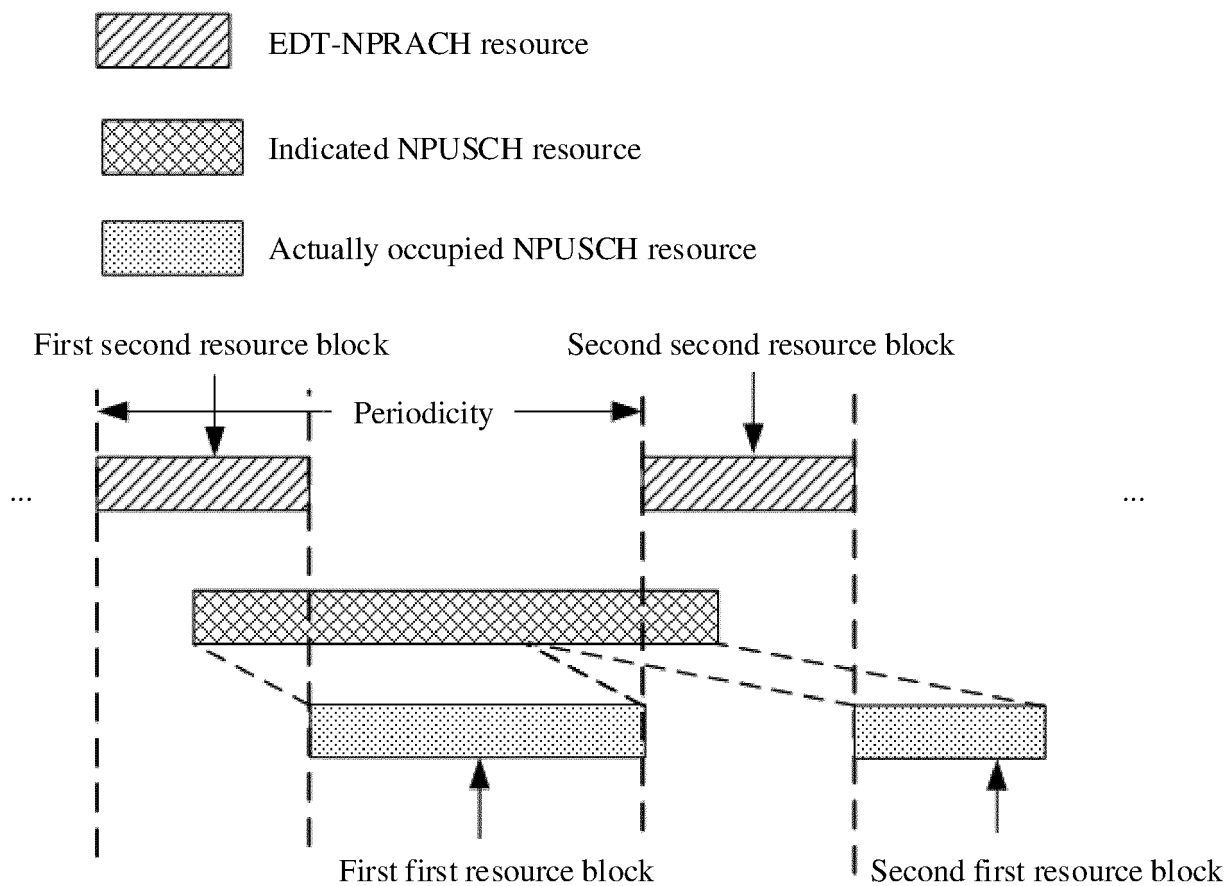 EDT-NPRACH resource
Indicated NPUSCH resource
Actually occupied NPUSCH resource
First second resource block
Second second resource block
Periodicity
... ...
First first resource block
Second first resource block